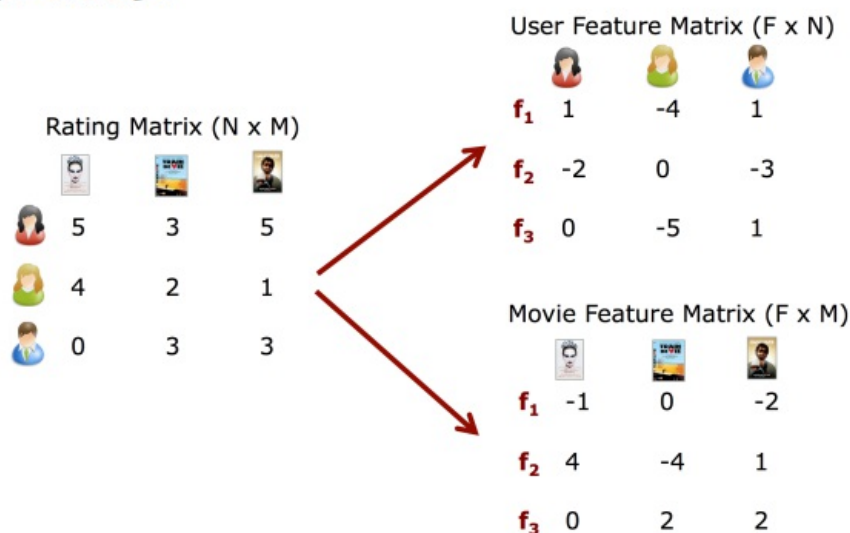 Rating Matrix (N x M)
5 3 5
4 2 1
0 3 3
User Feature Matrix (F x N)
f1 1 -4 1
f2 -2 0 -3
f3 0 -5 1
Movie Feature Matrix (F x M)
f1 -1 0 -2
f2 4 -4 1
f3 0 2 2